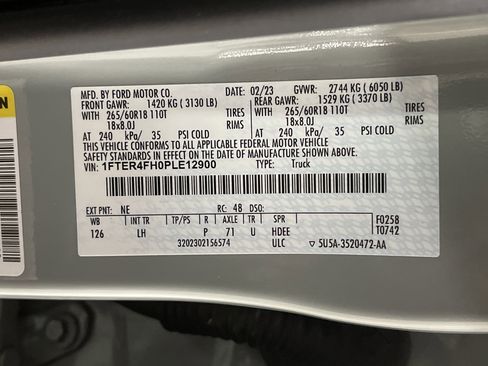 MFD. BY FORD MOTOR CO. DATE: 02/23 GVWR: 2744 KG ( 6050 LB)
FRONT GAWR: 1420 KG ( 3130 LB) REAR GAWR: 1529 KG ( 3370 LB)
WITH 265/60R18 110T TIRES WITH 265/60R18 110T TIRES
18x8.0J RIMS 18x8.0J RIMS
AT 240 kPa/ 35 PSI COLD AT 240 kPa/ 35 PSI COLD
THIS VEHICLE CONFORMS TO ALL APPLICABLE FEDERAL MOTOR VEHICLE
SAFETY AND THEFT PREVENTION STANDARDS IN EFFECT ON THE DATE OF MANUFACTURE SHOWN ABOVE.
VIN: 1FTER4FH0PLE12900 TYPE: Truck
EXT PNT: NE RC: 48 DSO:
WB INT TR TP/PS R AXLE TR SPR F0258
126 LH P 71 U HDEE T0742
3202302156574 ULC ▽ 5U5A-3520472-AA